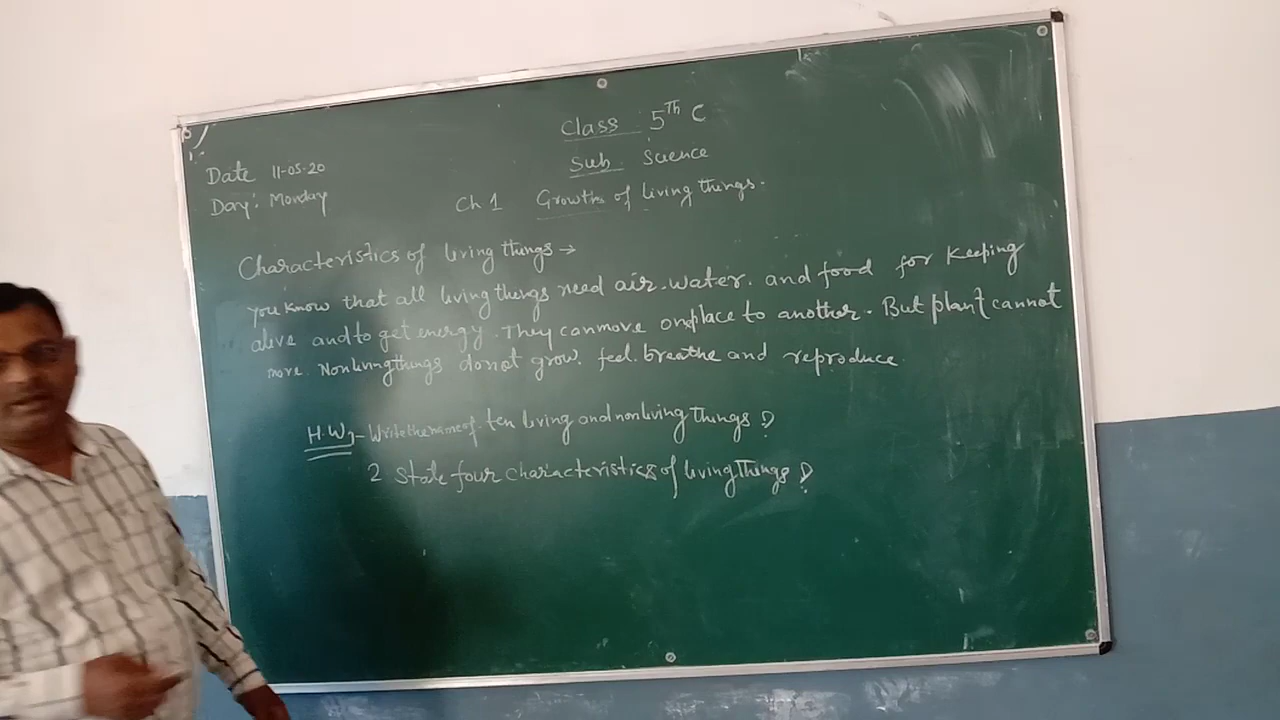 Class 5Th C
Sub Science
Date 11-05-20
Day: Monday
Ch 1 Growths of living things.
Characteristics of living things →
you know that all living things need air. water. and food for keeping
alive and to get energy. They can move on place to another. But plant cannot
move. Nonliving things do not grow. feel. breathe and reproduce.
H.W 1 - Write the name of ten living and nonliving Things ?
2 State four characteristics of living Things ?